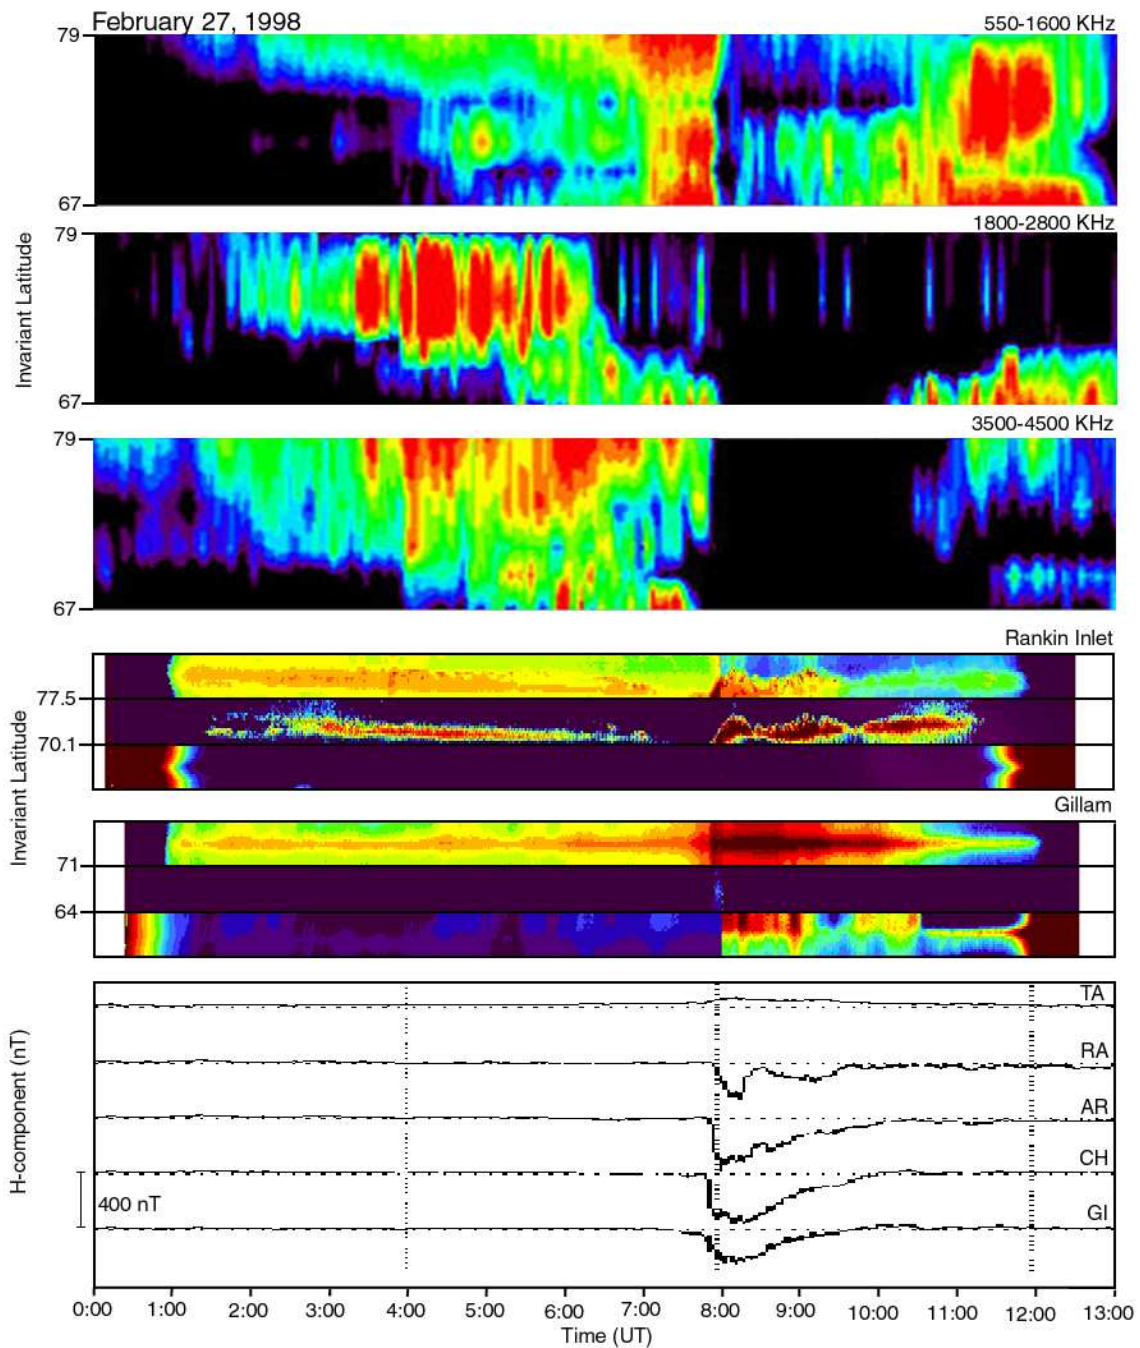 February 27, 1998
550-1600 KHz
79
67
1800-2800 KHz
79
67
Invariant Latitude
3500-4500 KHz
79
67
Rankin Inlet
77.5
70.1
Invariant Latitude
Gillam
71
64
TA
RA
AR
CH
GI
H-component (nT)
400 nT
0:00 1:00 2:00 3:00 4:00 5:00 6:00 7:00 8:00 9:00 10:00 11:00 12:00 13:00
Time (UT)